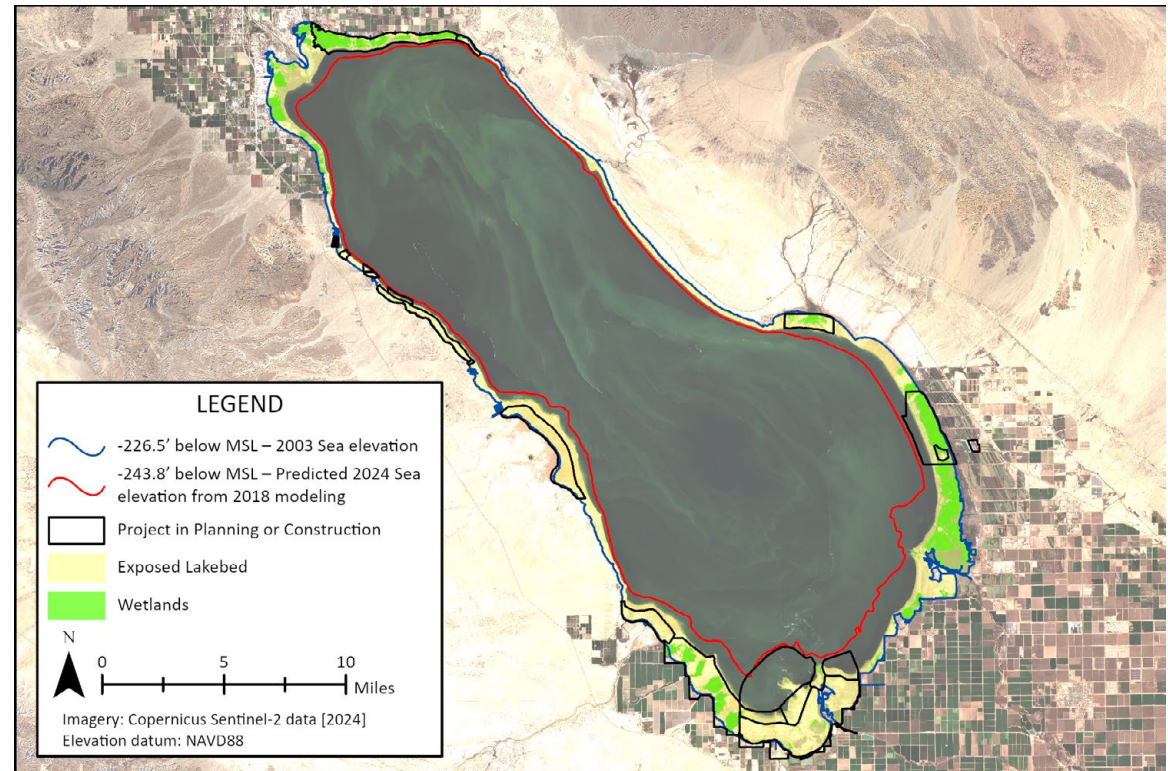 LEGEND
-226.5’ below MSL – 2003 Sea elevation
-243.8’ below MSL – Predicted 2024 Sea
elevation from 2018 modeling
Project in Planning or Construction
Exposed Lakebed
Wetlands
N
0 5 10
Miles
Imagery: Copernicus Sentinel-2 data [2024]
Elevation datum: NAVD88